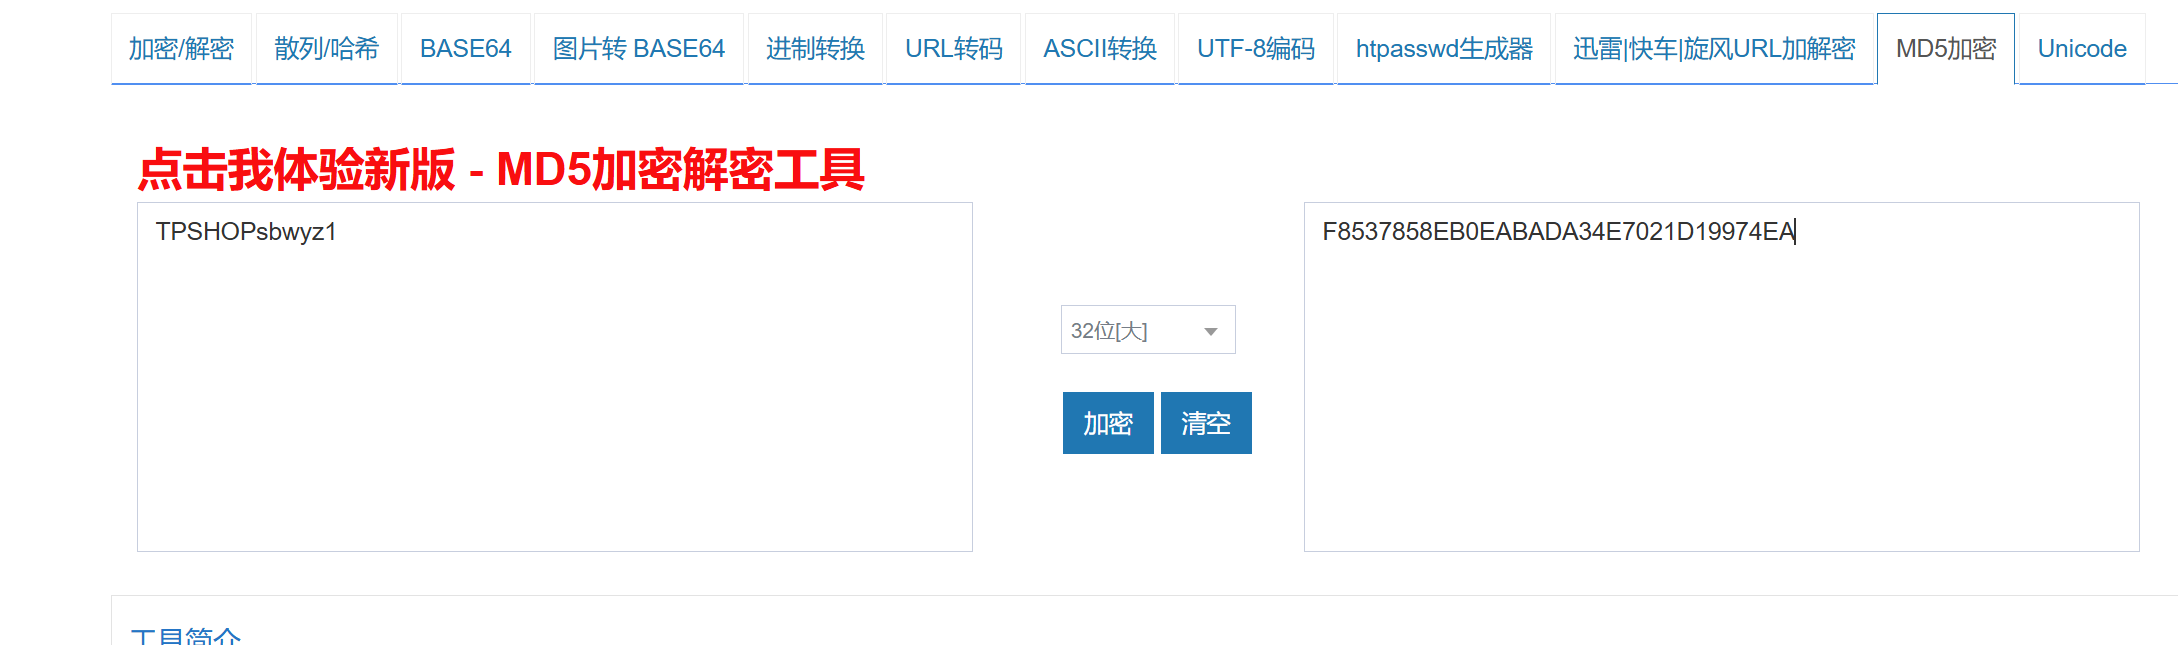 加密/解密 散列/哈希 BASE64 图片转 BASE64 进制转换 URL转码 ASCII转换 UTF-8编码 htpasswd生成器 迅雷|快车|旋风URL加解密 MD5加密 Unicode
点击我体验新版 - MD5加密解密工具
TPSHOPsbwyz1
F8537858EB0EABADA34E7021D19974EA
32位[大]
加密 清空
工具简介